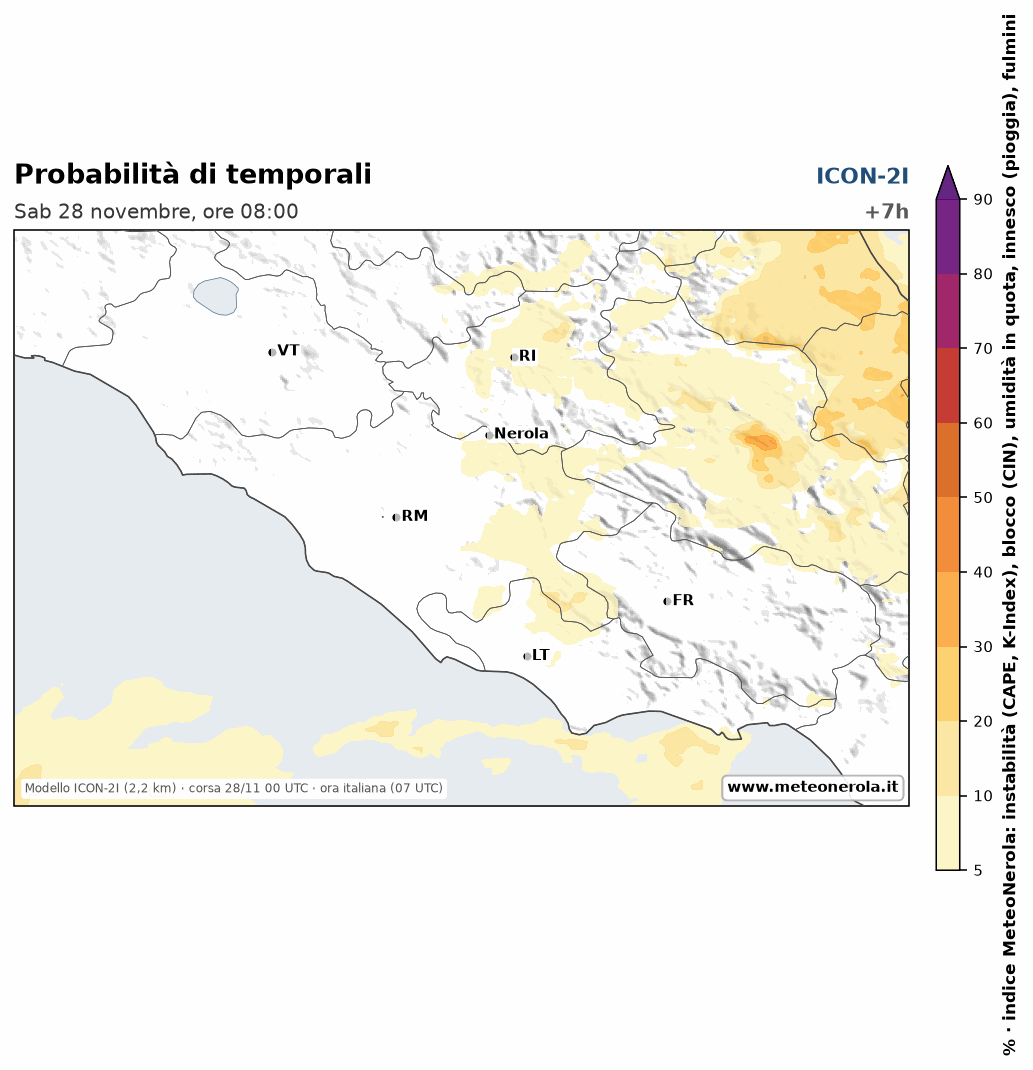 Probabilità di temporali
ICON-2I
Sab 28 novembre, ore 08:00
+7h
VT
RI
Nerola
RM
FR
LT
Modello ICON-2I (2,2 km) · corsa 28/11 00 UTC · ora italiana (07 UTC)
www.meteonerola.it
90
80
70
60
50
40
30
20
10
5
% · indice MeteoNerola: instabilità (CAPE, K-Index), blocco (CIN), umidità in quota, innesco (pioggia), fulmini